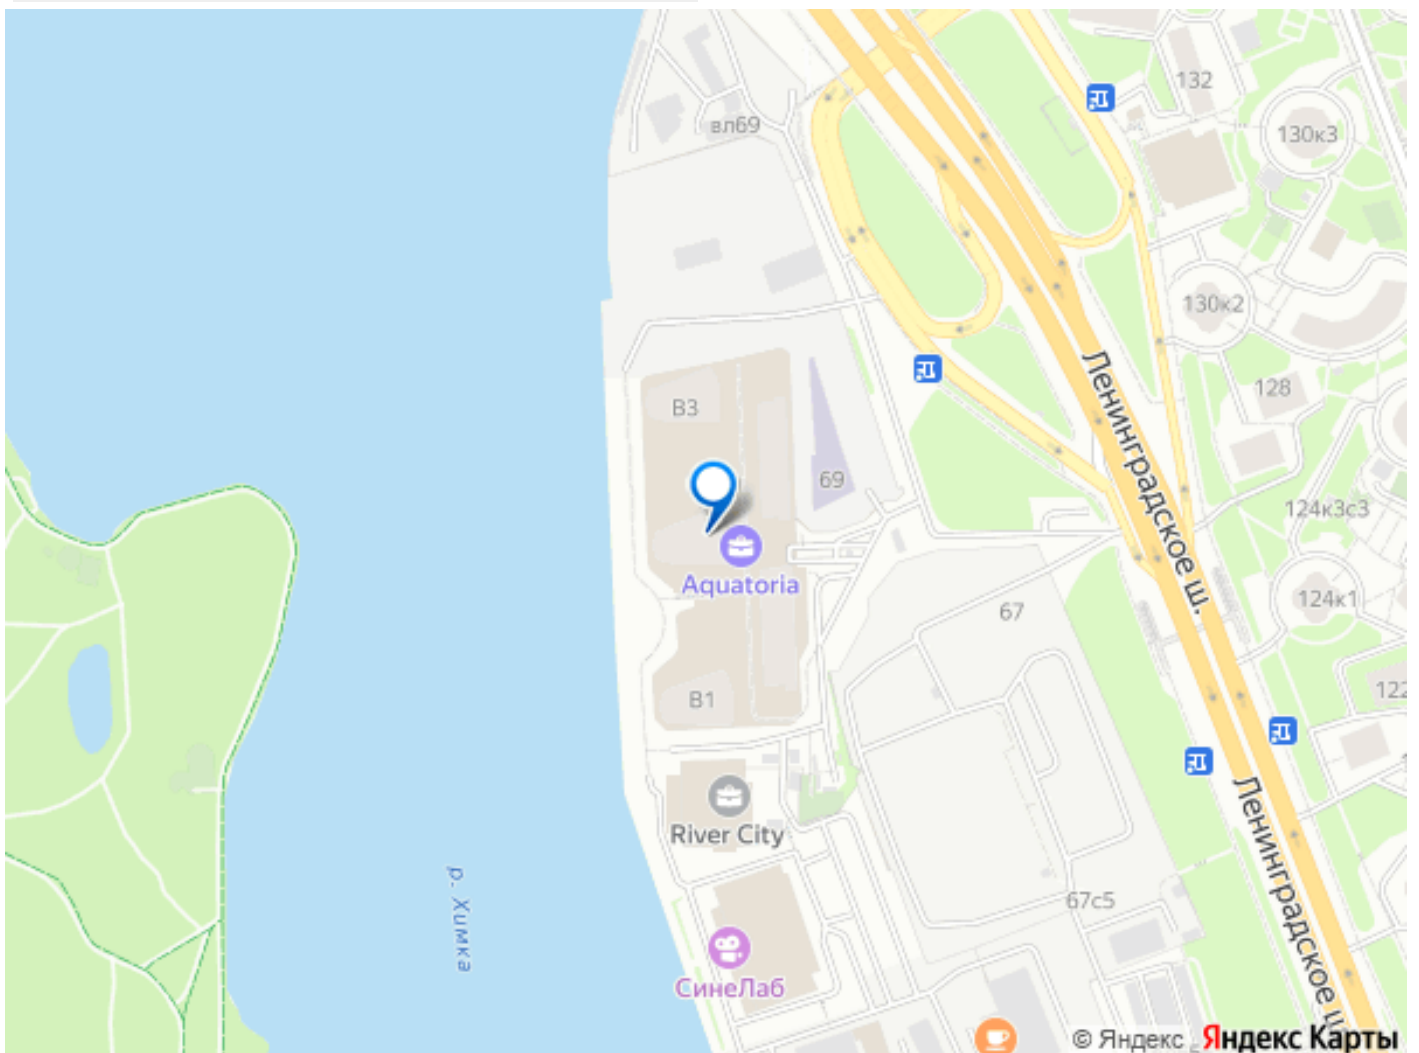 132
вл69
130к3
130к2
Ленинградское ш.
128
В3
69
124к3с3
Aquatoria
67
124к1
122
В1
River City
Ленинградское ш.
р. Химка
67с5
СинеЛаб
© Яндекс Яндекс Карты